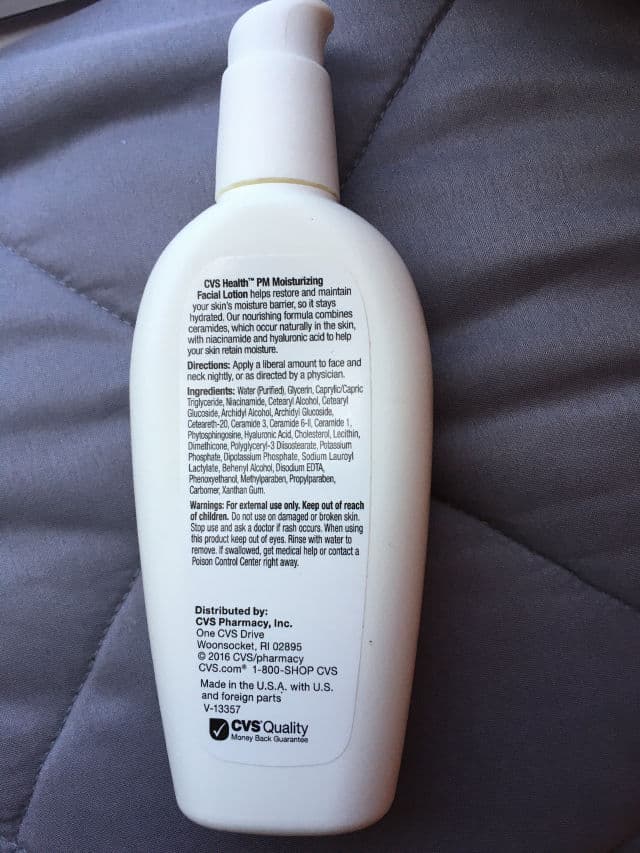 CVS Health™ PM Moisturizing
Facial Lotion helps restore and maintain
your skin's moisture barrier, so it stays
hydrated. Our nourishing formula combines
ceramides, which occur naturally in the skin,
with niacinamide and hyaluronic acid to help
your skin retain moisture.
Directions: Apply a liberal amount to face and
neck nightly, or as directed by a physician.
Ingredients: Water (Purified), Glycerin, Caprylic/Capric
Triglyceride, Niacinamide, Cetearyl Alcohol, Cetearyl
Glucoside, Archidyl Alcohol, Archidyl Glucoside,
Ceteareth-20, Ceramide 3, Ceramide 6-II, Ceramide 1,
Phytosphingosine, Hyaluronic Acid, Cholesterol, Lecithin,
Dimethicone, Polyglyceryl-3 Diisostearate, Potassium
Phosphate, Dipotassium Phosphate, Sodium Lauroyl
Lactylate, Behenyl Alcohol, Disodium EDTA,
Phenoxyethanol, Methylparaben, Propylparaben,
Carbomer, Xanthan Gum.
Warnings: For external use only. Keep out of reach
of children. Do not use on damaged or broken skin.
Stop use and ask a doctor if rash occurs. When using
this product keep out of eyes. Rinse with water to
remove. If swallowed, get medical help or contact a
Poison Control Center right away.
Distributed by:
CVS Pharmacy, Inc.
One CVS Drive
Woonsocket, RI 02895
© 2016 CVS/pharmacy
CVS.com® 1-800-SHOP CVS
Made in the U.S.A. with U.S.
and foreign parts
V-13357
CVS Quality
Money Back Guarantee